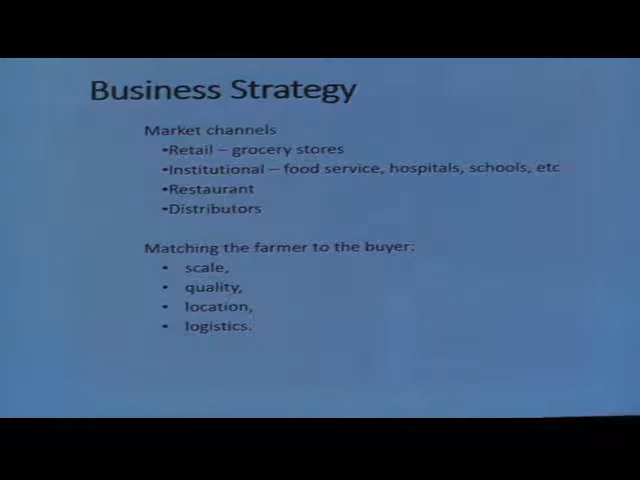 Business Strategy
Market channels
•Retail – grocery stores
•Institutional – food service, hospitals, schools, etc
•Restaurant
•Distributors
Matching the farmer to the buyer:
• scale,
• quality,
• location,
• logistics.